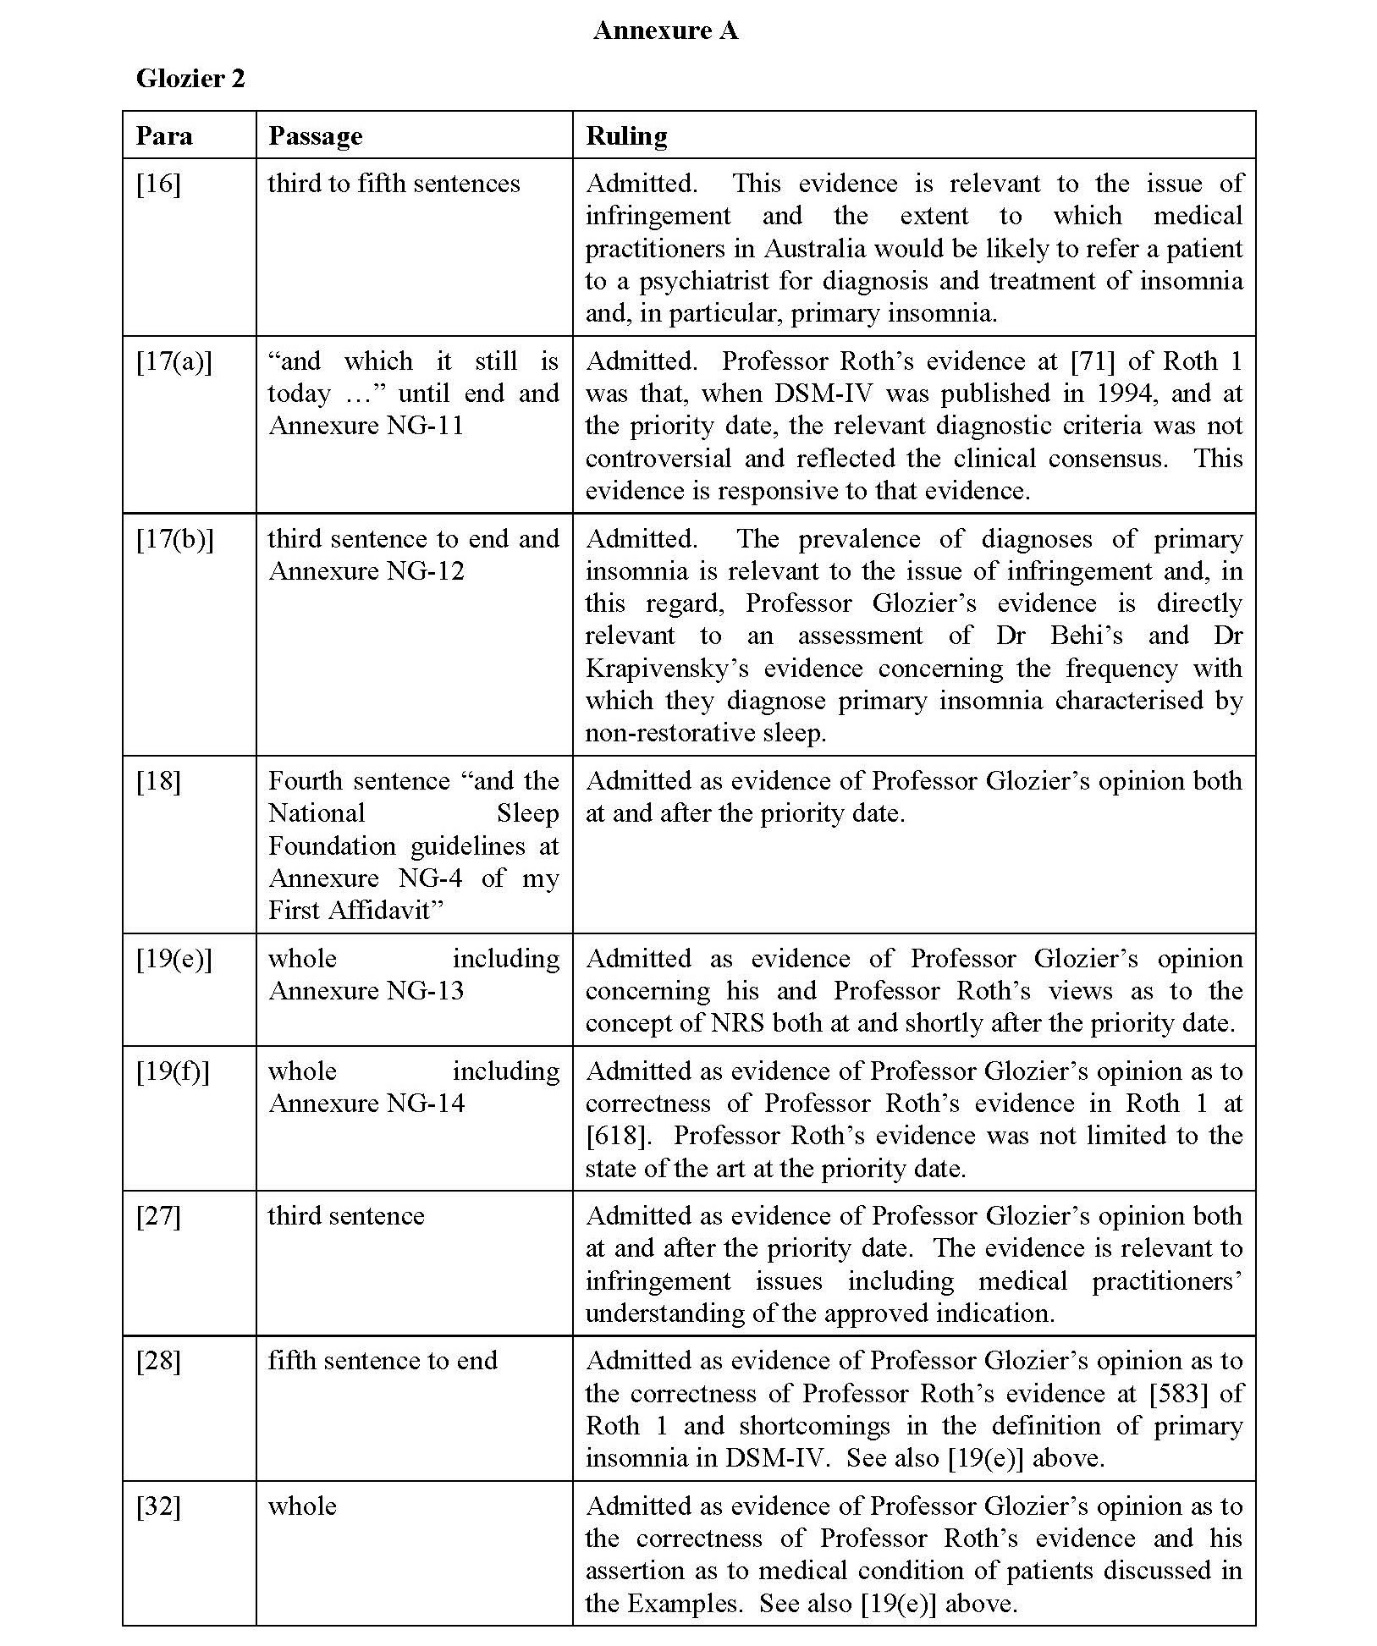 Annexure A
Glozier 2
Para Passage Ruling
[16] third to fifth sentences Admitted. This evidence is relevant to the issue of
infringement and the extent to which medical
practitioners in Australia would be likely to refer a patient
to a psychiatrist for diagnosis and treatment of insomnia
and, in particular, primary insomnia.
[17(a)] “and which it still is Admitted. Professor Roth’s evidence at [71] of Roth 1
today …” until end and was that, when DSM-IV was published in 1994, and at
Annexure NG-11 the priority date, the relevant diagnostic criteria was not
controversial and reflected the clinical consensus. This
evidence is responsive to that evidence.
[17(b)] third sentence to end and Admitted. The prevalence of diagnoses of primary
Annexure NG-12 insomnia is relevant to the issue of infringement and, in
this regard, Professor Glozier’s evidence is directly
relevant to an assessment of Dr Behi’s and Dr
Krapivensky’s evidence concerning the frequency with
which they diagnose primary insomnia characterised by
non-restorative sleep.
[18] Fourth sentence “and the Admitted as evidence of Professor Glozier’s opinion both
National Sleep at and after the priority date.
Foundation guidelines at
Annexure NG-4 of my
First Affidavit”
[19(e)] whole including Admitted as evidence of Professor Glozier’s opinion
Annexure NG-13 concerning his and Professor Roth’s views as to the
concept of NRS both at and shortly after the priority date.
[19(f)] whole including Admitted as evidence of Professor Glozier’s opinion as to
Annexure NG-14 correctness of Professor Roth’s evidence in Roth 1 at
[618]. Professor Roth’s evidence was not limited to the
state of the art at the priority date.
[27] third sentence Admitted as evidence of Professor Glozier’s opinion both
at and after the priority date. The evidence is relevant to
infringement issues including medical practitioners’
understanding of the approved indication.
[28] fifth sentence to end Admitted as evidence of Professor Glozier’s opinion as to
the correctness of Professor Roth’s evidence at [583] of
Roth 1 and shortcomings in the definition of primary
insomnia in DSM-IV. See also [19(e)] above.
[32] whole Admitted as evidence of Professor Glozier’s opinion as to
the correctness of Professor Roth’s evidence and his
assertion as to medical condition of patients discussed in
the Examples. See also [19(e)] above.